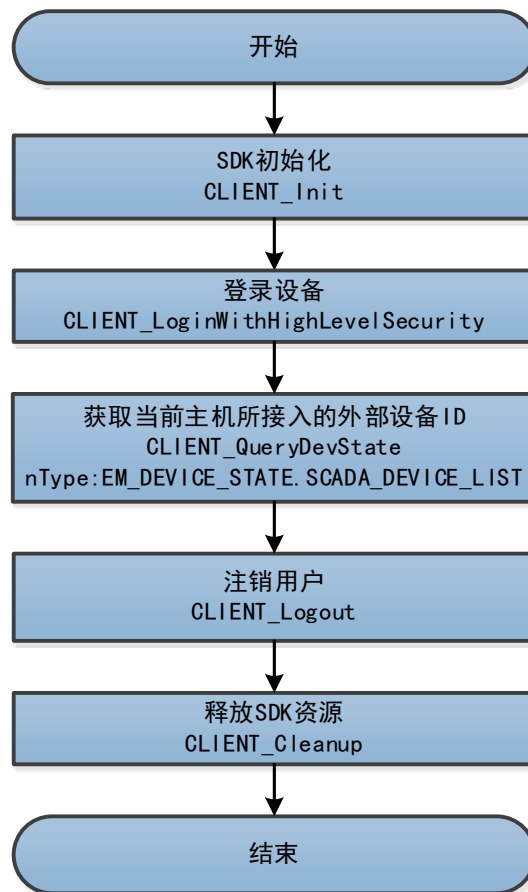 开始
SDK初始化
CLIENT_Init
登录设备
CLIENT_LoginWithHighLevelSecurity
获取当前主机所接入的外部设备ID
CLIENT_QueryDevState
nType:EM_DEVICE_STATE.SCADA_DEVICE_LIST
注销用户
CLIENT_Logout
释放SDK资源
CLIENT_Cleanup
结束